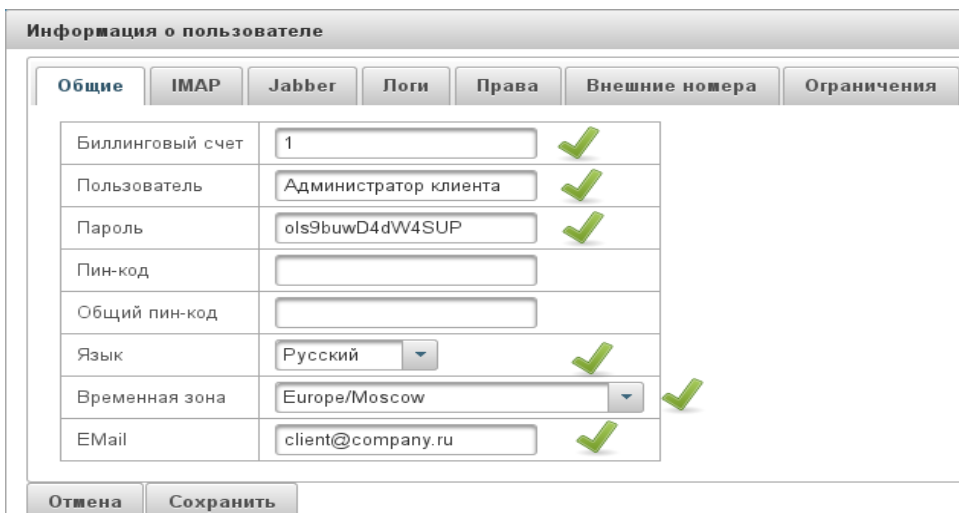 Информация о пользователе
Общие IMAP Jabber Логи Права Внешние номера Ограничения
Биллинговый счет 1
Пользователь Администратор клиента
Пароль ols9buwD4dW4SUP
Пин-код
Общий пин-код
Язык Русский
Временная зона Europe/Moscow
EMail client@company.ru
Отмена Сохранить